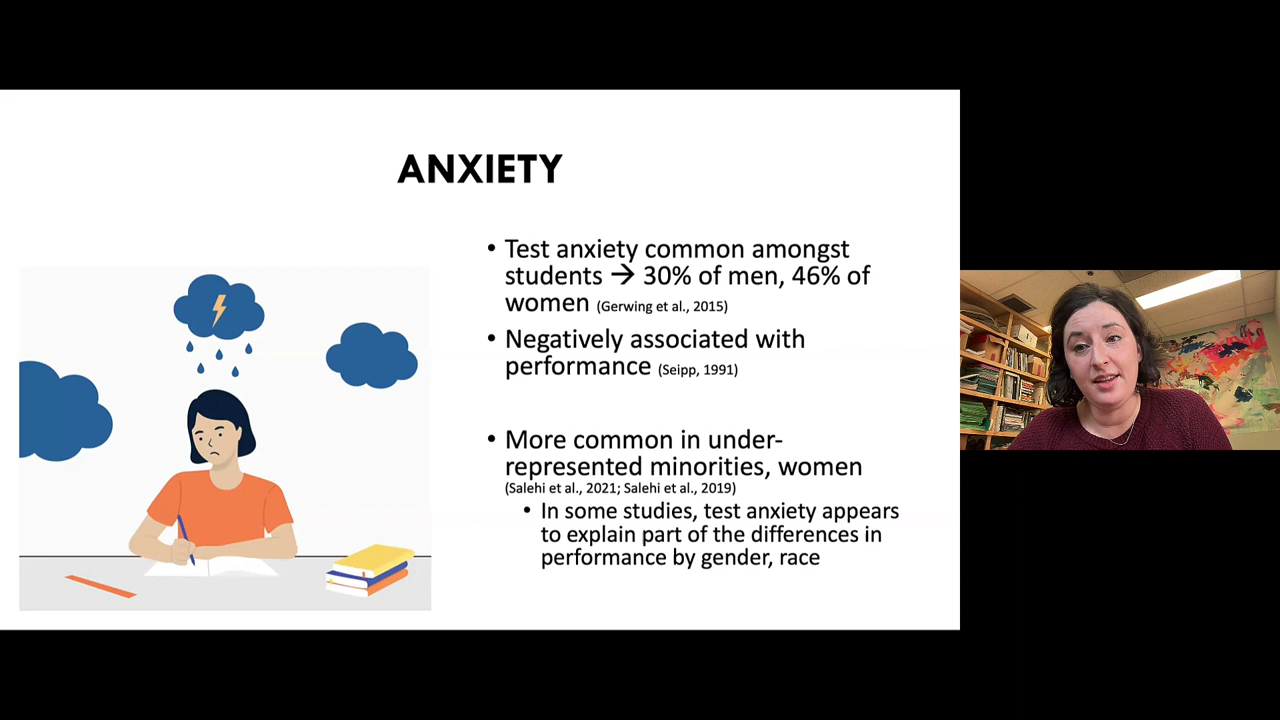 ANXIETY
• Test anxiety common amongst
students → 30% of men, 46% of
women (Gerwing et al., 2015)
• Negatively associated with
performance (Seipp, 1991)
• More common in under-
represented minorities, women
(Salehi et al., 2021; Salehi et al., 2019)
• In some studies, test anxiety appears
to explain part of the differences in
performance by gender, race